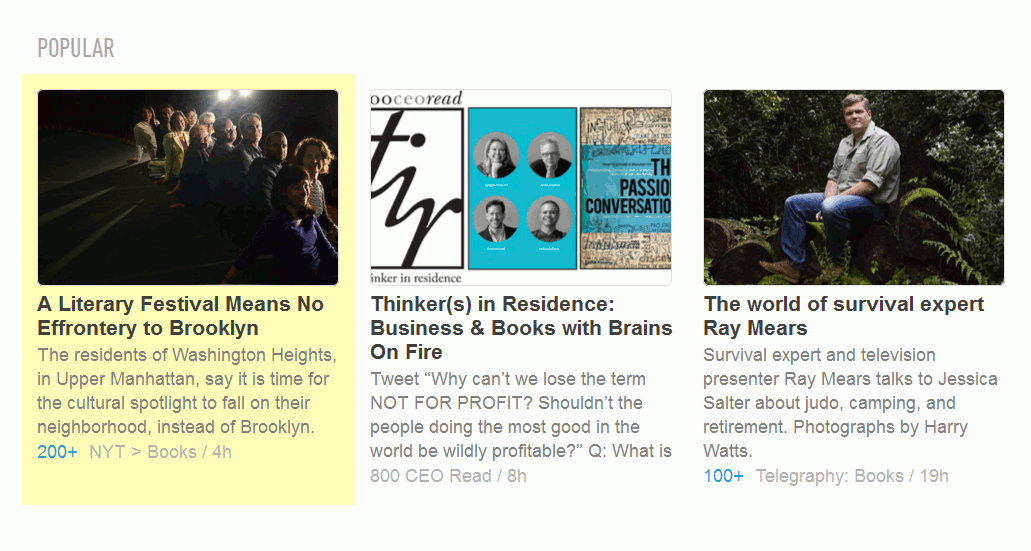 POPULAR
A Literary Festival Means No
Effrontery to Brooklyn
The residents of Washington Heights,
in Upper Manhattan, say it is time for
the cultural spotlight to fall on their
neighborhood, instead of Brooklyn.
200+ NYT > Books / 4h
ooceoread
tir
inker in residence
THE
PASSION
CONVERSATION
Thinker(s) in Residence:
Business & Books with Brains
On Fire
Tweet “Why can’t we lose the term
NOT FOR PROFIT? Shouldn’t the
people doing the most good in the
world be wildly profitable?” Q: What is
800 CEO Read / 8h
The world of survival expert
Ray Mears
Survival expert and television
presenter Ray Mears talks to Jessica
Salter about judo, camping, and
retirement. Photographs by Harry
Watts.
100+ Telegraphy: Books / 19h